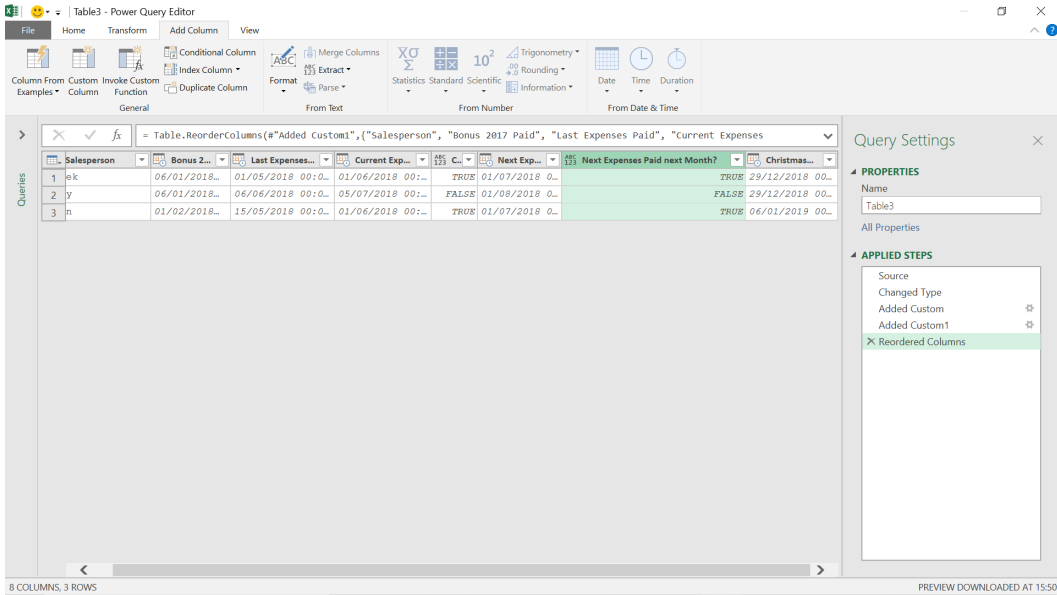 Table3 - Power Query Editor
File Home Transform Add Column View
Column From Examples Custom Column Invoke Custom Function
Conditional Column
Index Column
Duplicate Column
General
ABC
Format
Merge Columns
ABC 123 Extract
Parse
From Text
XΟ Σ
Statistics Standard
10²
Scientific
Trigonometry
.00 Rounding
Information
From Number
Date Time Duration
From Date & Time
fx = Table.ReorderColumns(#"Added Custom1",{"Salesperson", "Bonus 2017 Paid", "Last Expenses Paid", "Current Expenses
Salesperson Bonus 2... Last Expenses... Current Exp... ABC 123 C... Next Exp... ABC 123 Next Expenses Paid next Month? Christmas...
1 ek 06/01/2018... 01/05/2018 00:0... 01/06/2018 00:... TRUE 01/07/2018 0... TRUE 29/12/2018 00...
2 y 06/01/2018... 06/06/2018 00:0... 05/07/2018 00:... FALSE 01/08/2018 0... FALSE 29/12/2018 00...
3 n 01/02/2018... 15/05/2018 00:0... 01/06/2018 00:... TRUE 01/07/2018 0... TRUE 06/01/2019 00...
Queries
Query Settings
PROPERTIES
Name
Table3
All Properties
APPLIED STEPS
Source
Changed Type
Added Custom
Added Custom1
Reordered Columns
8 COLUMNS, 3 ROWS
PREVIEW DOWNLOADED AT 15:50